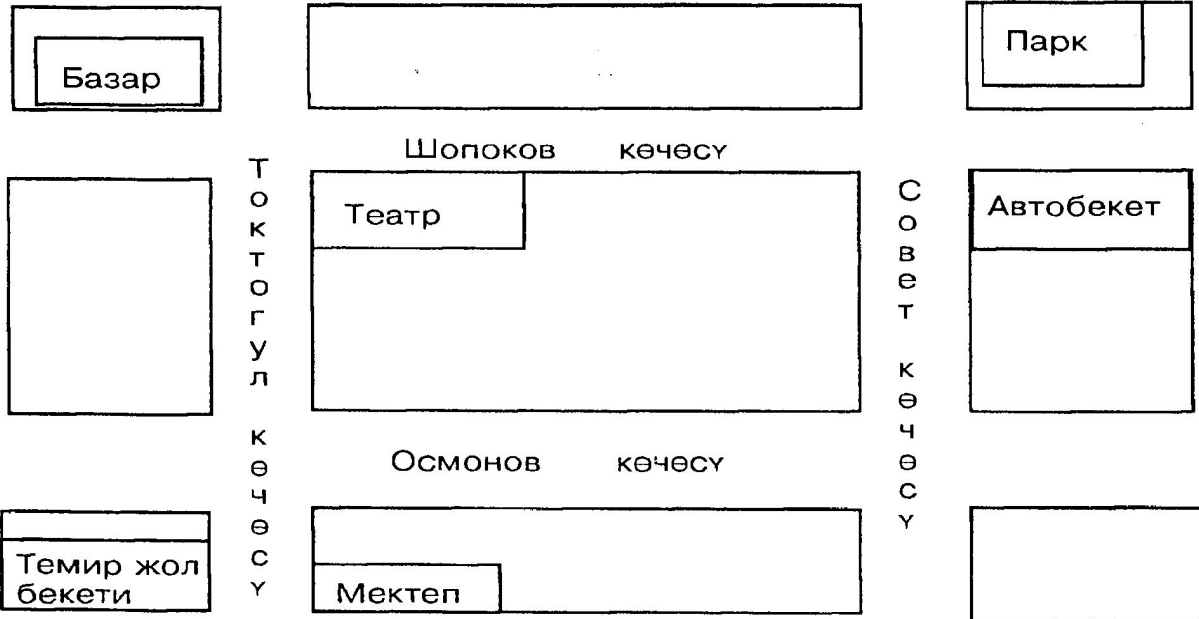 Базар
Парк
Шопоков көчөсү
Токтогул көчөсү
Театр
Совет көчөсү
Автобекет
Осмонов көчөсү
Темир жол
бекети
Мектеп